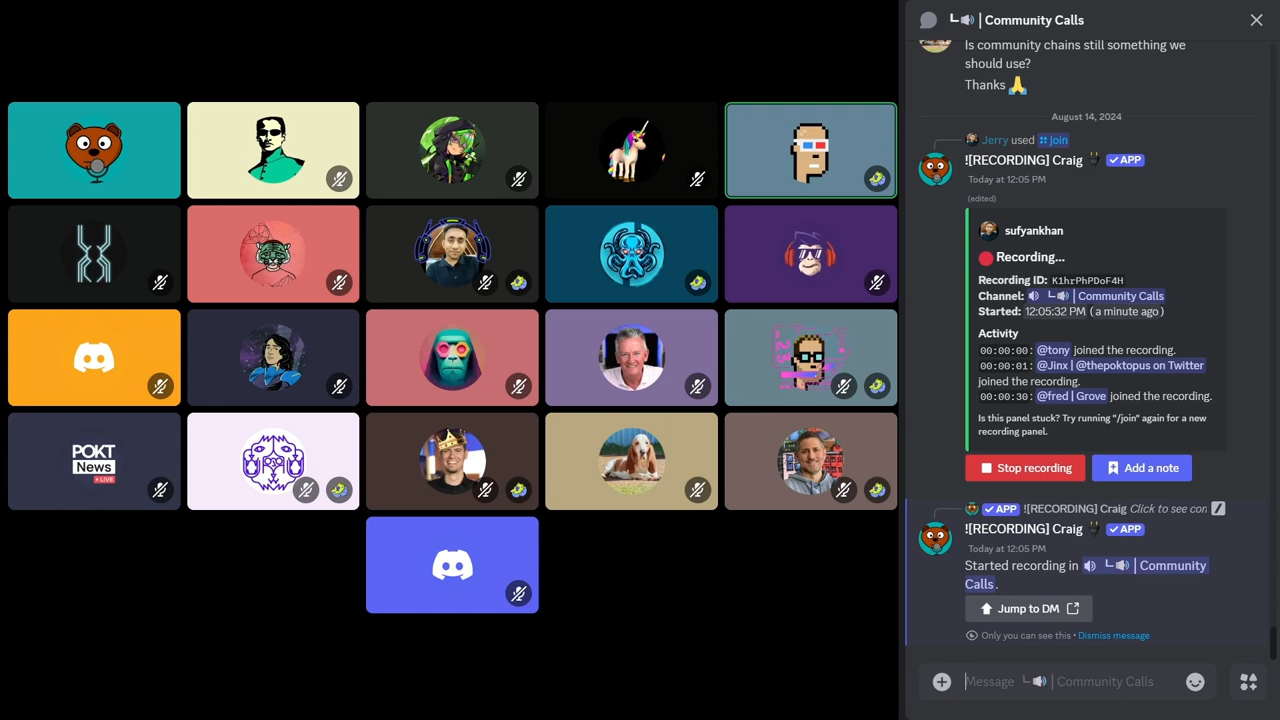 Community Calls
Is community chains still something we
should use?
Thanks 🙏
August 14, 2024
Jerry used join
![RECORDING] Craig APP
Today at 12:05 PM
(edited)
sufyankhan
Recording...
Recording ID: K1hrPhPDoF4H
Channel: Community Calls
Started: 12:05:32 PM (a minute ago)
Activity
00:00:00: @tony joined the recording.
00:00:01: @Jinx | @thepoktopus on Twitter
joined the recording.
00:00:30: @fred | Grove joined the recording.
Is this panel stuck? Try running "/join" again for a new
recording panel.
Stop recording
Add a note
APP ![RECORDING] Craig Click to see con
![RECORDING] Craig APP
Today at 12:05 PM
Started recording in Community
Calls.
Jump to DM
Only you can see this • Dismiss message
Message | Community Calls
POKT
News
LIVE